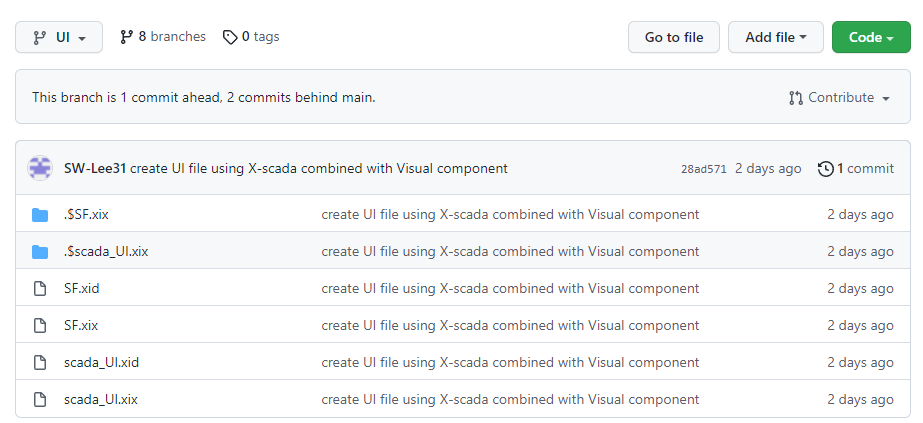 UI 8 branches 0 tags Go to file Add file Code
This branch is 1 commit ahead, 2 commits behind main. Contribute
SW-Lee31 create UI file using X-scada combined with Visual component 28ad571 2 days ago 1 commit
.$SF.xix create UI file using X-scada combined with Visual component 2 days ago
.$scada_UI.xix create UI file using X-scada combined with Visual component 2 days ago
SF.xid create UI file using X-scada combined with Visual component 2 days ago
SF.xix create UI file using X-scada combined with Visual component 2 days ago
scada_UI.xid create UI file using X-scada combined with Visual component 2 days ago
scada_UI.xix create UI file using X-scada combined with Visual component 2 days ago